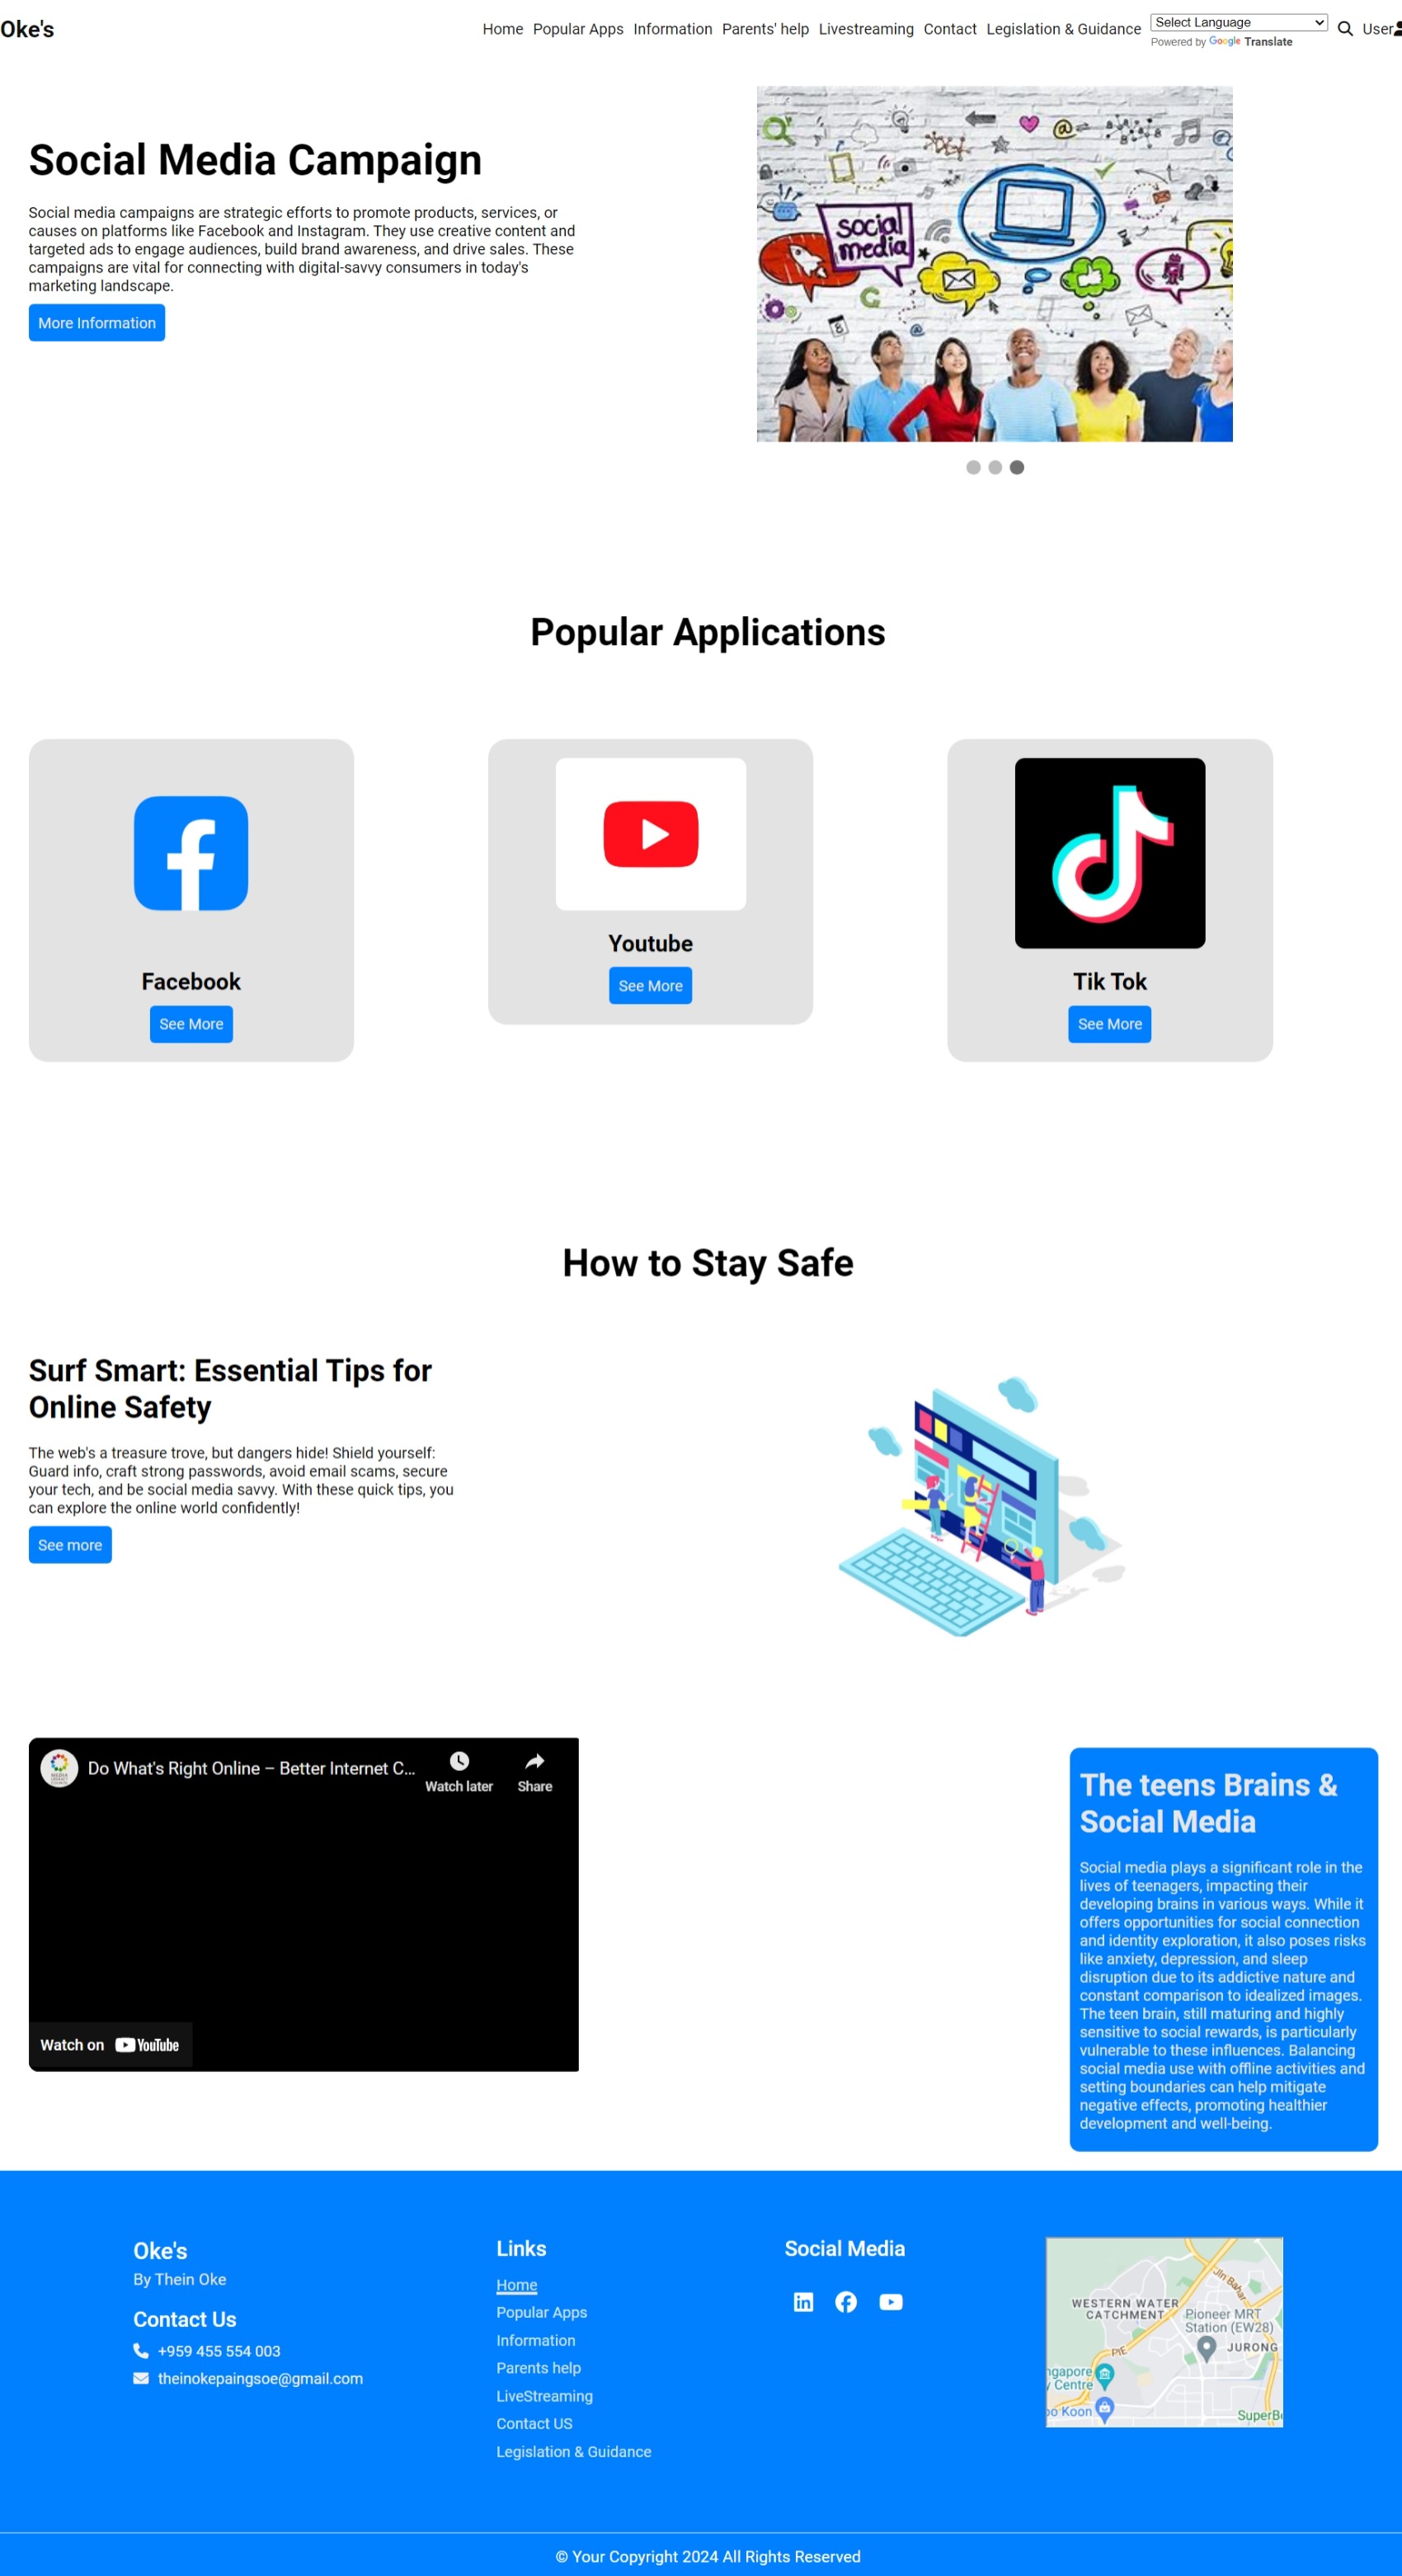 Oke's
Home Popular Apps Information Parents' help Livestreaming Contact Legislation & Guidance Select Language User
Powered by Google Translate
Social Media Campaign
Social media campaigns are strategic efforts to promote products, services, or
causes on platforms like Facebook and Instagram. They use creative content and
targeted ads to engage audiences, build brand awareness, and drive sales. These
campaigns are vital for connecting with digital-savvy consumers in today's
marketing landscape.
More Information
social
media
Popular Applications
Facebook
See More
Youtube
See More
Tik Tok
See More
How to Stay Safe
Surf Smart: Essential Tips for
Online Safety
The web's a treasure trove, but dangers hide! Shield yourself:
Guard info, craft strong passwords, avoid email scams, secure
your tech, and be social media savvy. With these quick tips, you
can explore the online world confidently!
See more
Do What's Right Online – Better Internet C...
Watch later
Share
Watch on YouTube
The teens Brains &
Social Media
Social media plays a significant role in the
lives of teenagers, impacting their
developing brains in various ways. While it
offers opportunities for social connection
and identity exploration, it also poses risks
like anxiety, depression, and sleep
disruption due to its addictive nature and
constant comparison to idealized images.
The teen brain, still maturing and highly
sensitive to social rewards, is particularly
vulnerable to these influences. Balancing
social media use with offline activities and
setting boundaries can help mitigate
negative effects, promoting healthier
development and well-being.
Oke's
By Thein Oke
Contact Us
+959 455 554 003
theinokepaingsoe@gmail.com
Links
Home
Popular Apps
Information
Parents help
LiveStreaming
Contact US
Legislation & Guidance
Social Media
Jln Bahar
WESTERN WATER
CATCHMENT
Pioneer MRT
Station (EW28)
JURONG
PIE
ngapore
y Centre
oo Koon
SuperBo
© Your Copyright 2024 All Rights Reserved